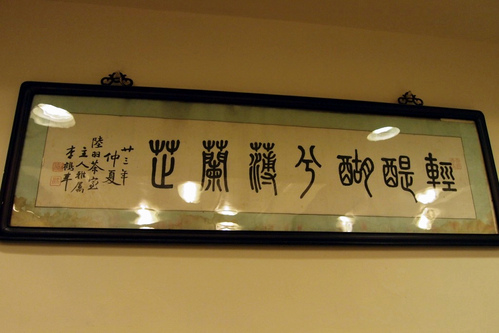 輕醍醐兮薄蘭芷
廿三年
仲夏
陸羽茶室
主人雅屬